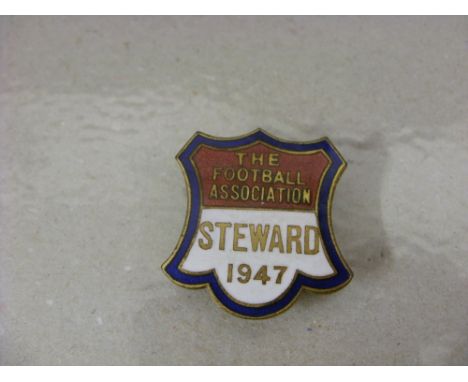 THE
FOOTBALL
ASSOCIATION
STEWARD
1947